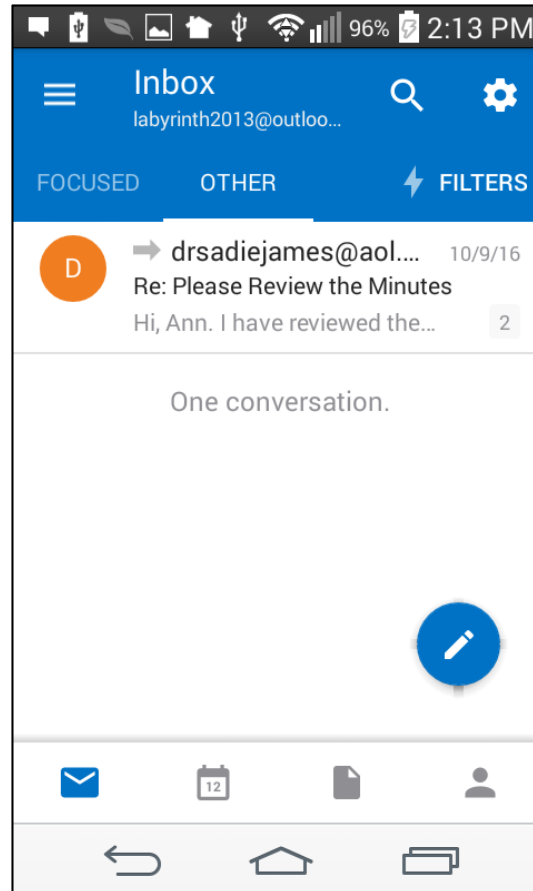 96% 2:13 PM
Inbox
labyrinth2013@outloo...
FOCUSED OTHER FILTERS
D
drsadiejames@aol.... 10/9/16
Re: Please Review the Minutes
Hi, Ann. I have reviewed the... 2
One conversation.
12